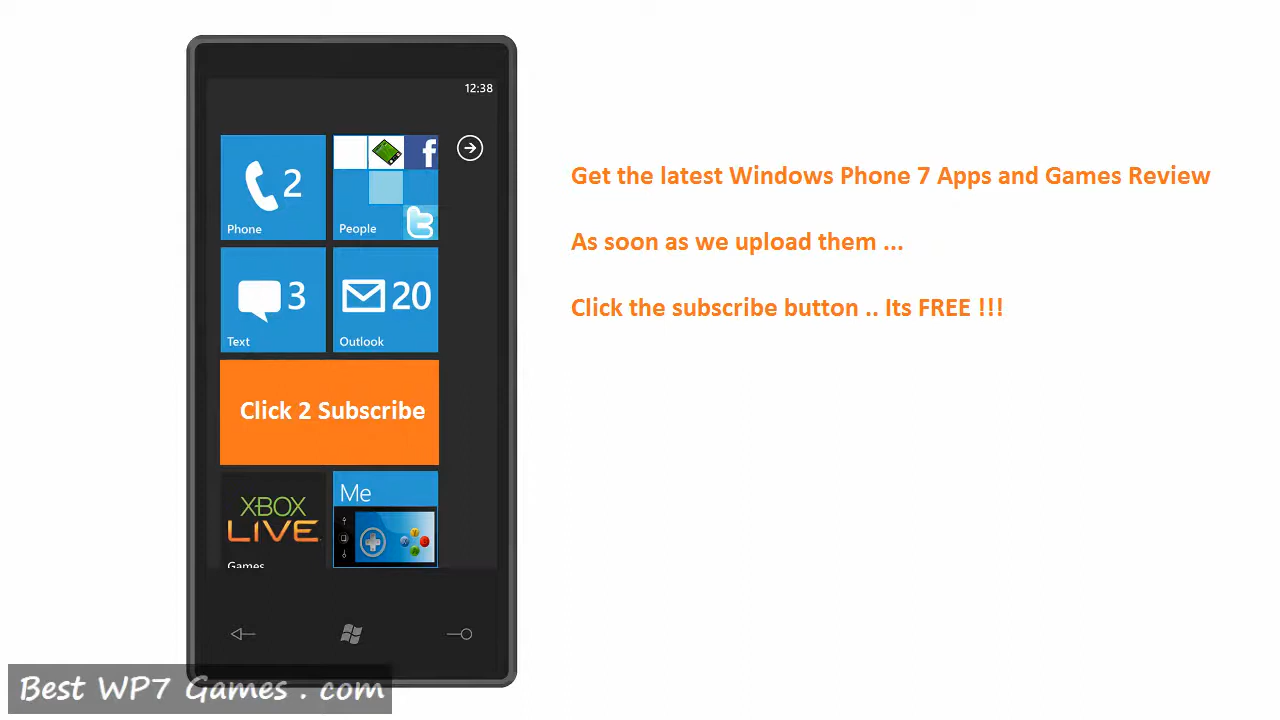 12:38
2
Phone
f
People
t
3
Text
20
Outlook
Get the latest Windows Phone 7 Apps and Games Review
As soon as we upload them ...
Click the subscribe button .. Its FREE !!!
Click 2 Subscribe
XBOX
LIVE
Games
Me
Best WP7 Games . com